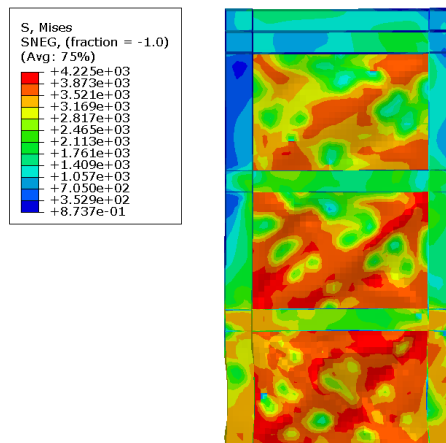 S, Mises
SNEG, (fraction = -1.0)
(Avg: 75%)
+4.225e+03
+3.873e+03
+3.521e+03
+3.169e+03
+2.817e+03
+2.465e+03
+2.113e+03
+1.761e+03
+1.409e+03
+1.057e+03
+7.050e+02
+3.529e+02
+8.737e-01